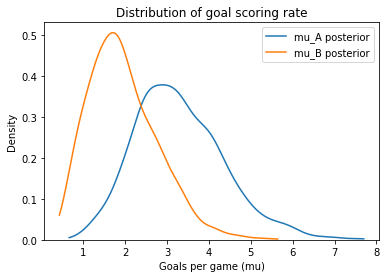 Distribution of goal scoring rate
mu_A posterior
mu_B posterior
Density
0.5
0.4
0.3
0.2
0.1
0.0
1 2 3 4 5 6 7 8
Goals per game (mu)